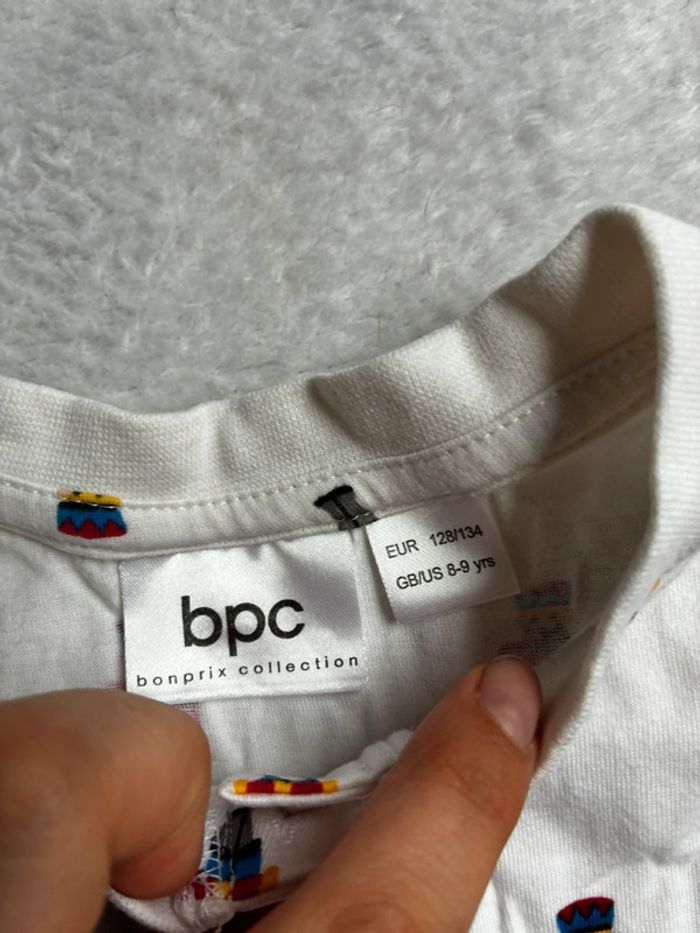 bpc
bonprix collection
EUR 128/134
GB/US 8-9 yrs